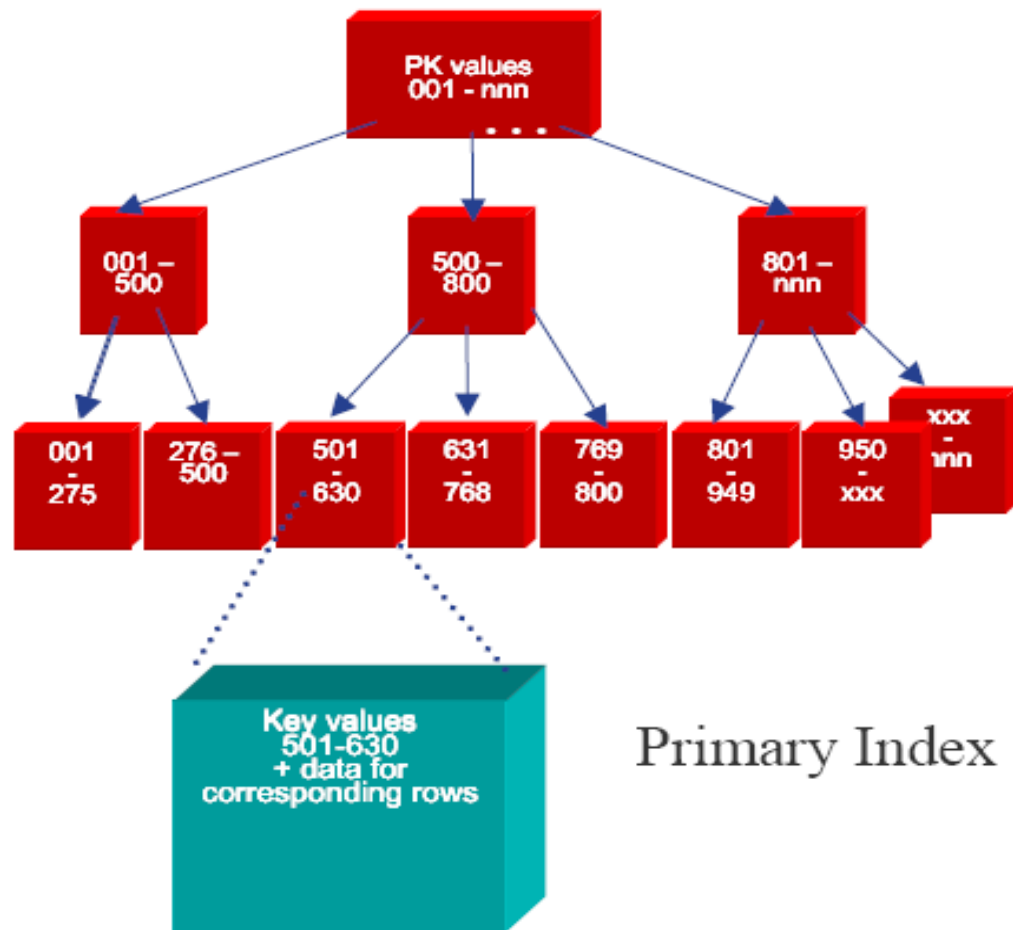 PK values
001 - nnn
. . .
001 –
500
500 –
800
801 –
nnn
001
-
275
276 –
500
501
-
630
631
-
768
769
-
800
801
-
949
950
-
xxx
xxx
-
nnn
Key values
501-630
+ data for
corresponding rows
Primary Index